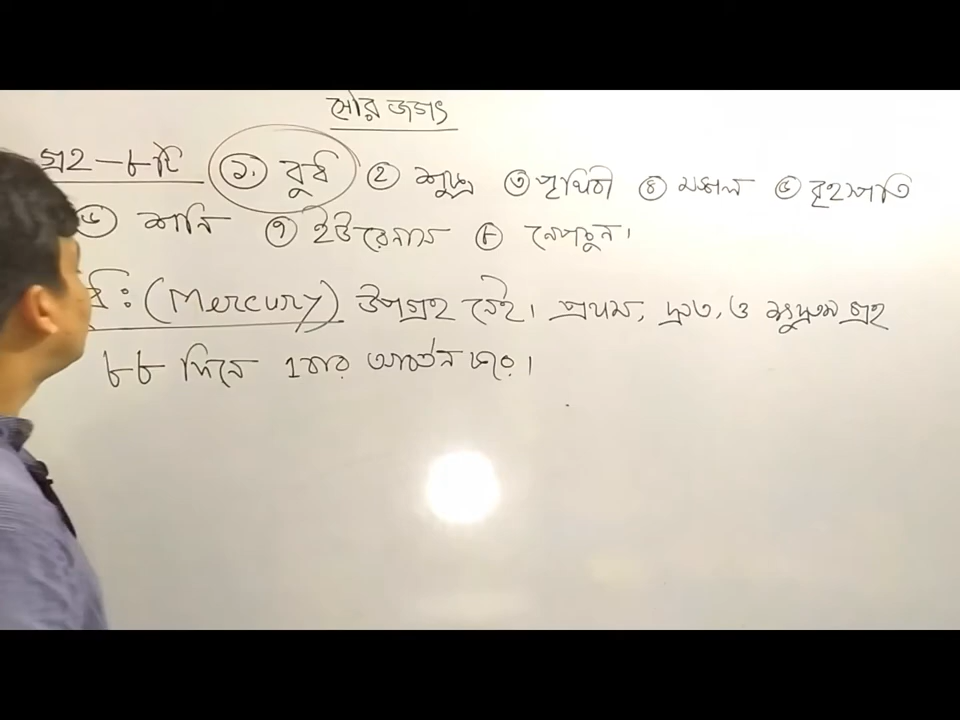 সৌর জগৎ
গ্রহ – ৮টি ১. বুধ ২ শুক্র ৩ পৃথিবী ৪ মঙ্গল ৫ বৃহস্পতি
৬ শনি ৭ ইউরেনাস ৮ নেপচুন।
ধ : (Mercury) উপগ্রহ নেই। প্রথম, দ্রুত, ও ক্ষুদ্রতম গ্রহ
৮৮ দিনে 1বার আবর্তন করে।